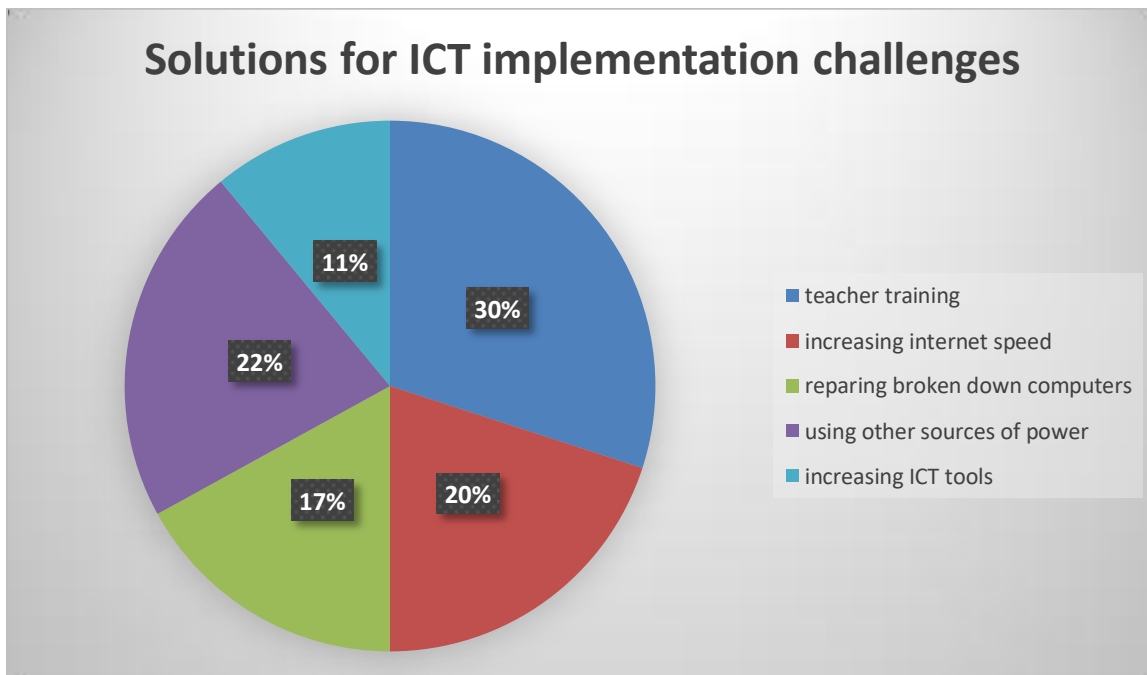 Solutions for ICT implementation challenges
11%
30%
22%
17%
20%
teacher training
increasing internet speed
reparing broken down computers
using other sources of power
increasing ICT tools